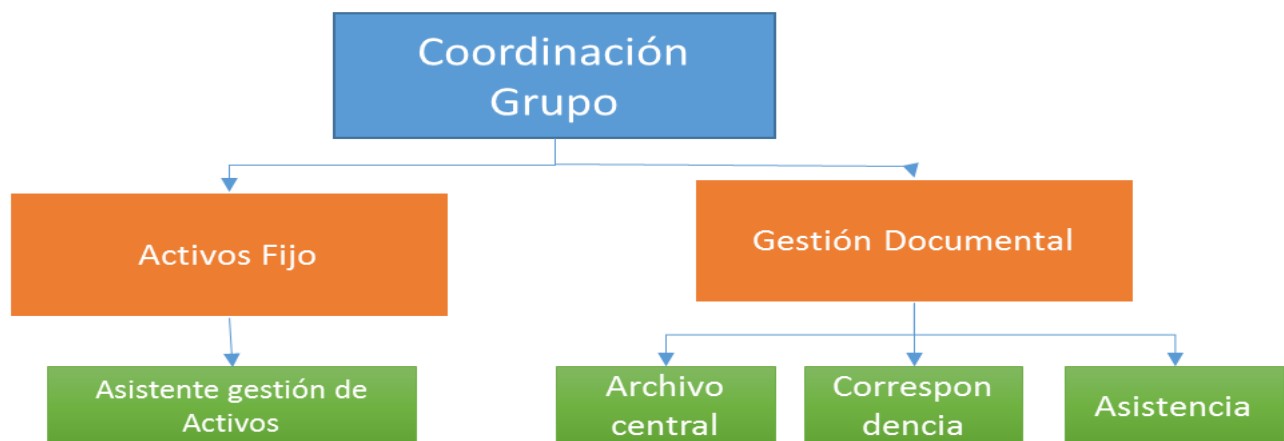 Coordinación
Grupo
Activos Fijo
Gestión Documental
Asistente gestión de
Activos
Archivo
central
Correspon
dencia
Asistencia